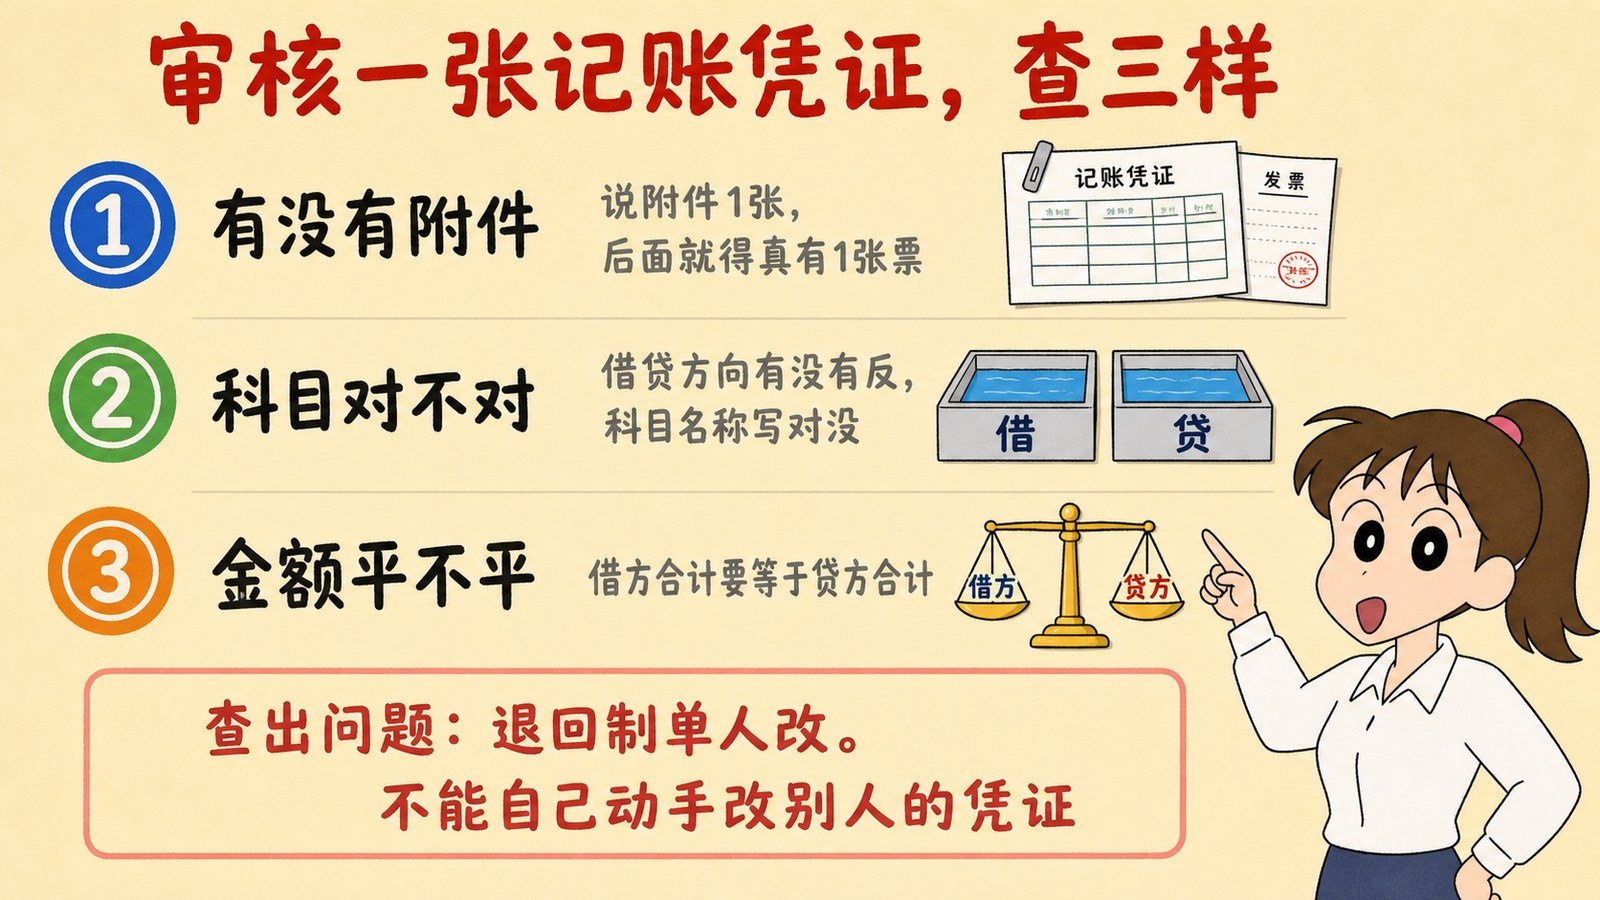 审核一张记账凭证，查三样
1
有没有附件
说附件1张，
后面就得真有1张票
记账凭证
发票
2
科目对不对
借贷方向有没有反，
科目名称写对没
借
贷
3
金额平不平
借方合计要等于贷方合计
借方
贷方
查出问题：退回制单人改。
不能自己动手改别人的凭证